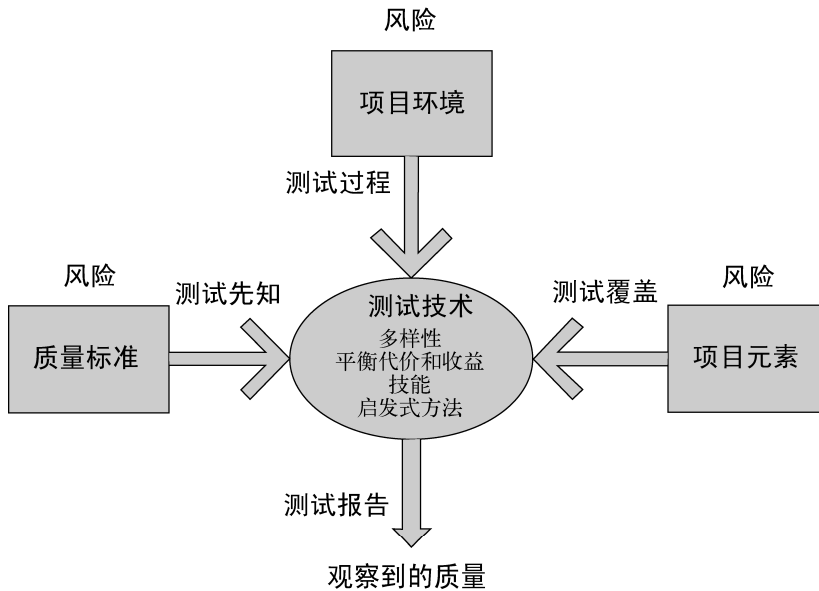 风险
项目环境
测试过程
风险
测试先知
质量标准
测试技术
多样性
平衡代价和收益
技能
启发式方法
测试覆盖
风险
项目元素
测试报告
观察到的质量